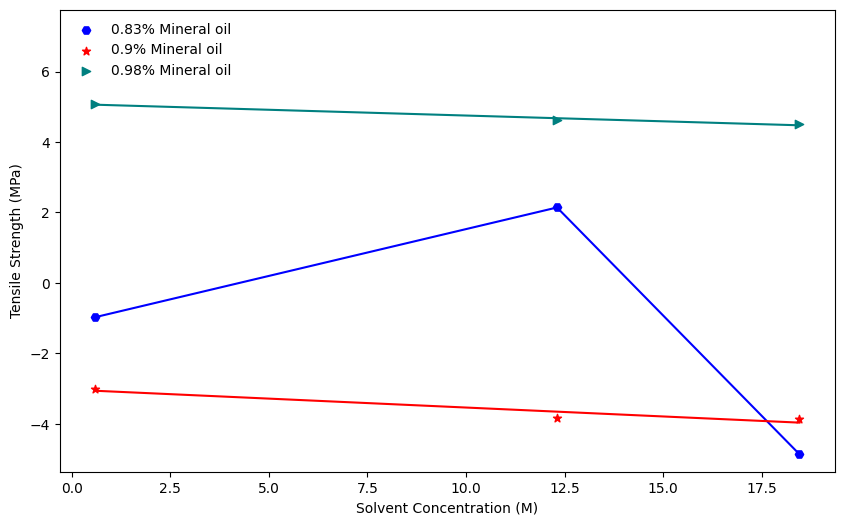 0.83% Mineral oil
0.9% Mineral oil
0.98% Mineral oil
6
4
2
0
−2
−4
Tensile Strength (MPa)
0.0 2.5 5.0 7.5 10.0 12.5 15.0 17.5
Solvent Concentration (M)